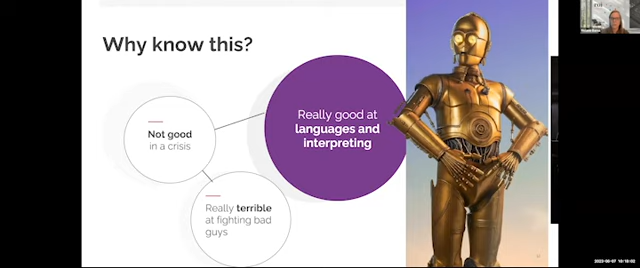 Why know this?
Not good
in a crisis
Really good at
languages and
interpreting
Really terrible
at fighting bad
guys